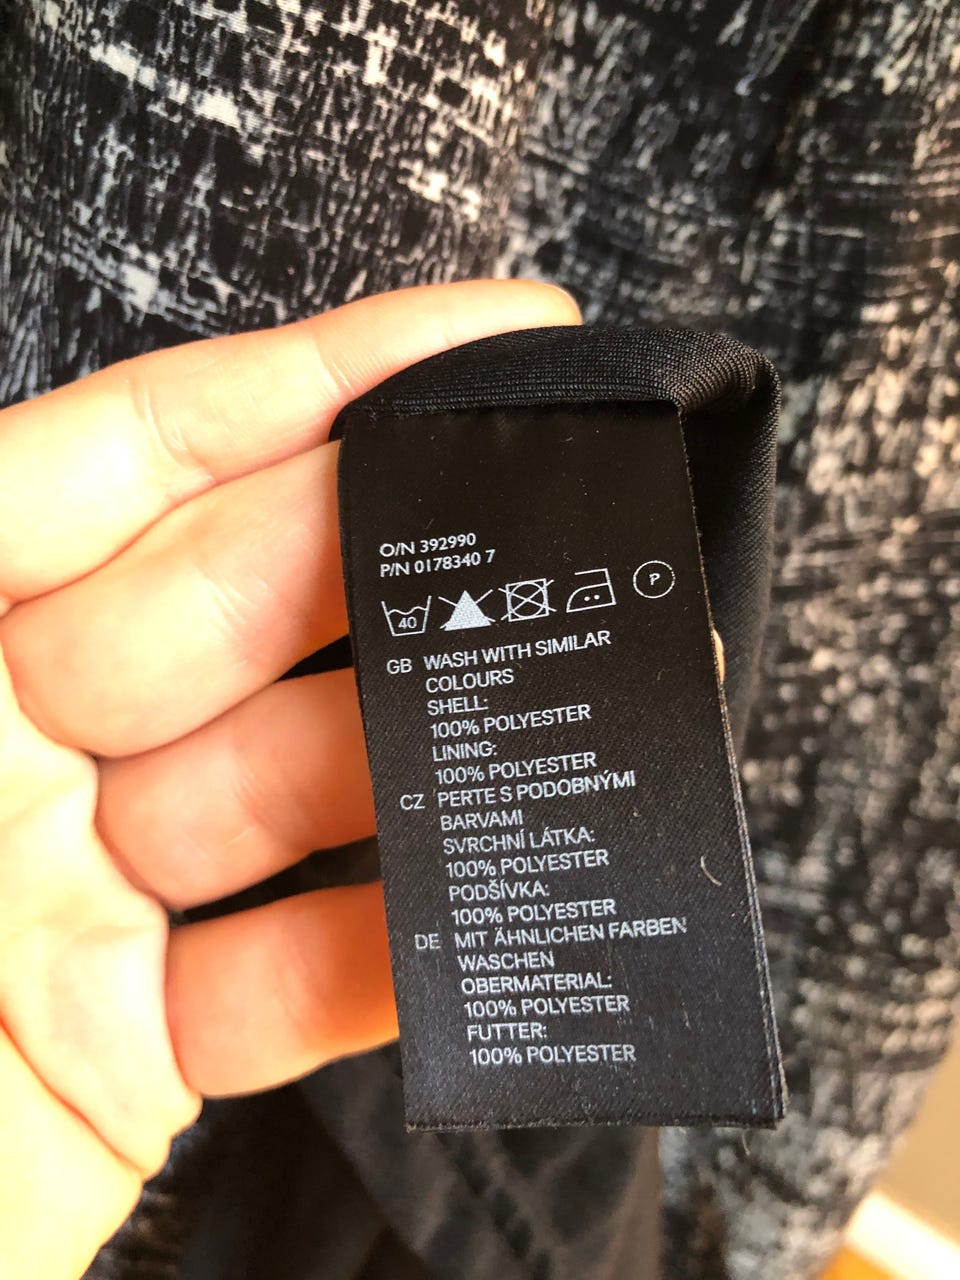 O/N 392990
P/N 0178340 7
40 P
GB WASH WITH SIMILAR
COLOURS
SHELL:
100% POLYESTER
LINING:
100% POLYESTER
CZ PERTE S PODOBNÝMI
BARVAMI
SVRCHNÍ LÁTKA:
100% POLYESTER
PODŠÍVKA:
100% POLYESTER
DE MIT ÄHNLICHEN FARBEN
WASCHEN
OBERMATERIAL:
100% POLYESTER
FUTTER:
100% POLYESTER